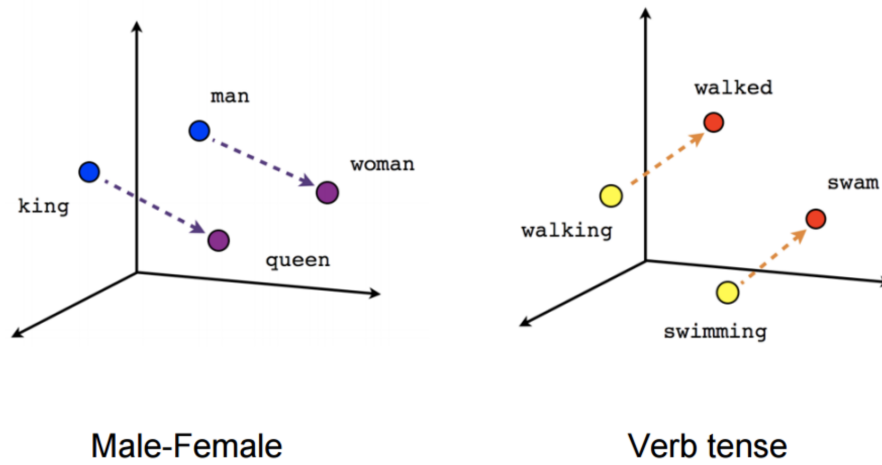 man
woman
king
queen
walked
swam
walking
swimming
Male-Female
Verb tense